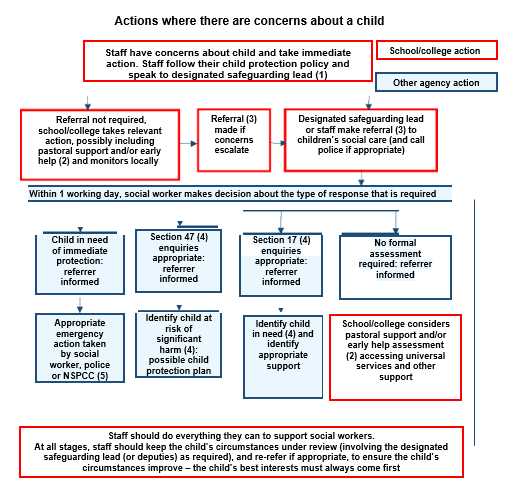 Actions where there are concerns about a child
Staff have concerns about child and take immediate
action. Staff follow their child protection policy and
speak to designated safeguarding lead (1)
School/college action
Other agency action
Referral not required,
school/college takes relevant
action, possibly including
pastoral support and/or early
help (2) and monitors locally
Referral (3)
made if
concerns
escalate
Designated safeguarding lead
or staff make referral (3) to
children's social care (and call
police if appropriate)
Within 1 working day, social worker makes decision about the type of response that is required
Child in need
of immediate
protection:
referrer
informed
Section 47 (4)
enquiries
appropriate:
referrer
informed
Section 17 (4)
enquiries
appropriate:
referrer
informed
No formal
assessment
required: referrer
informed
Appropriate
emergency
action taken
by social
worker, police
or NSPCC (5)
Identify child at
risk of
significant
harm (4):
possible child
protection plan
Identify child
in need (4) and
identify
appropriate
support
School/college considers
pastoral support and/or
early help assessment
(2) accessing universal
services and other
support
Staff should do everything they can to support social workers.
At all stages, staff should keep the child's circumstances under review (involving the designated
safeguarding lead (or deputies) as required), and re-refer if appropriate, to ensure the child's
circumstances improve – the child's best interests must always come first